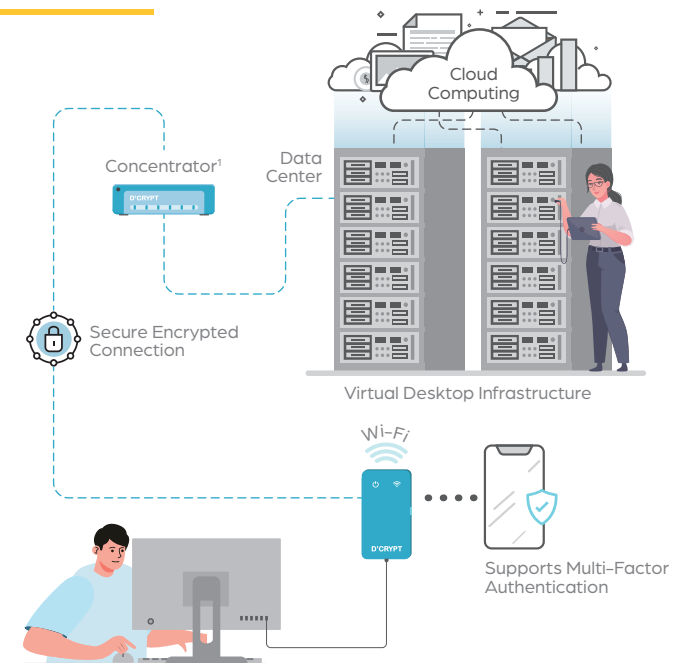 Cloud
Computing
Concentrator¹
Data
Center
D'CRYPT
Secure Encrypted
Connection
Virtual Desktop Infrastructure
Wi-Fi
D'CRYPT
Supports Multi-Factor
Authentication